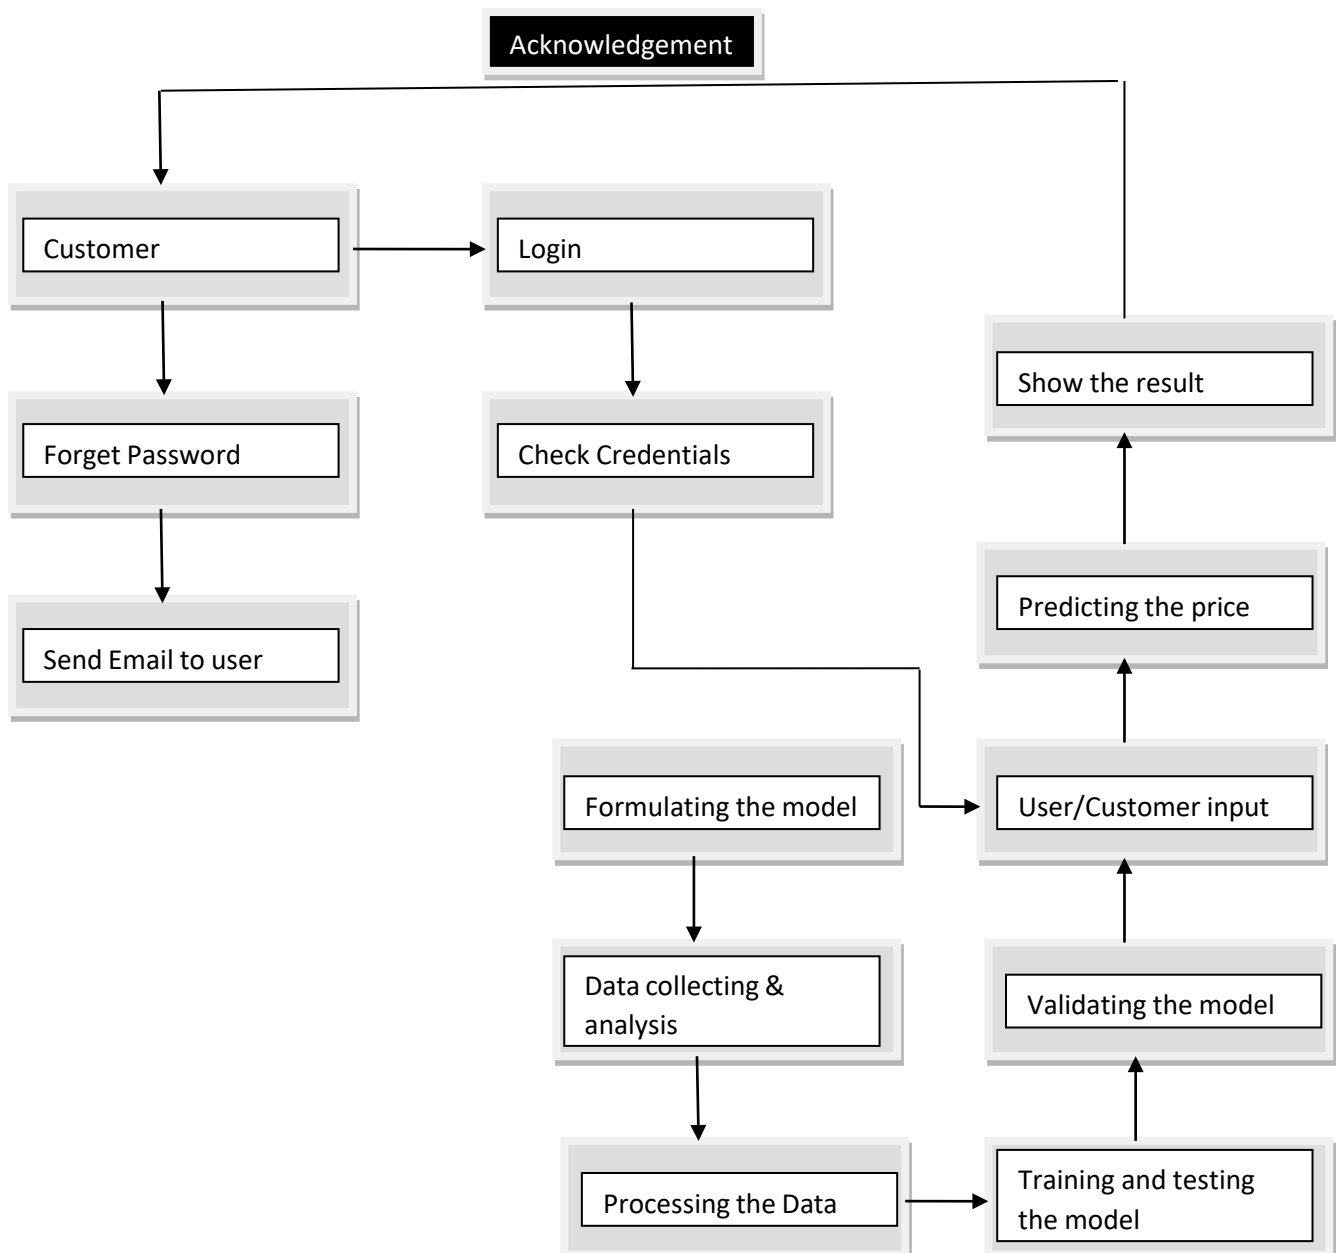 Acknowledgement
Customer
Login
Show the result
Forget Password
Check Credentials
Predicting the price
Send Email to user
Formulating the model
User/Customer input
Data collecting &
analysis
Validating the model
Processing the Data
Training and testing
the model